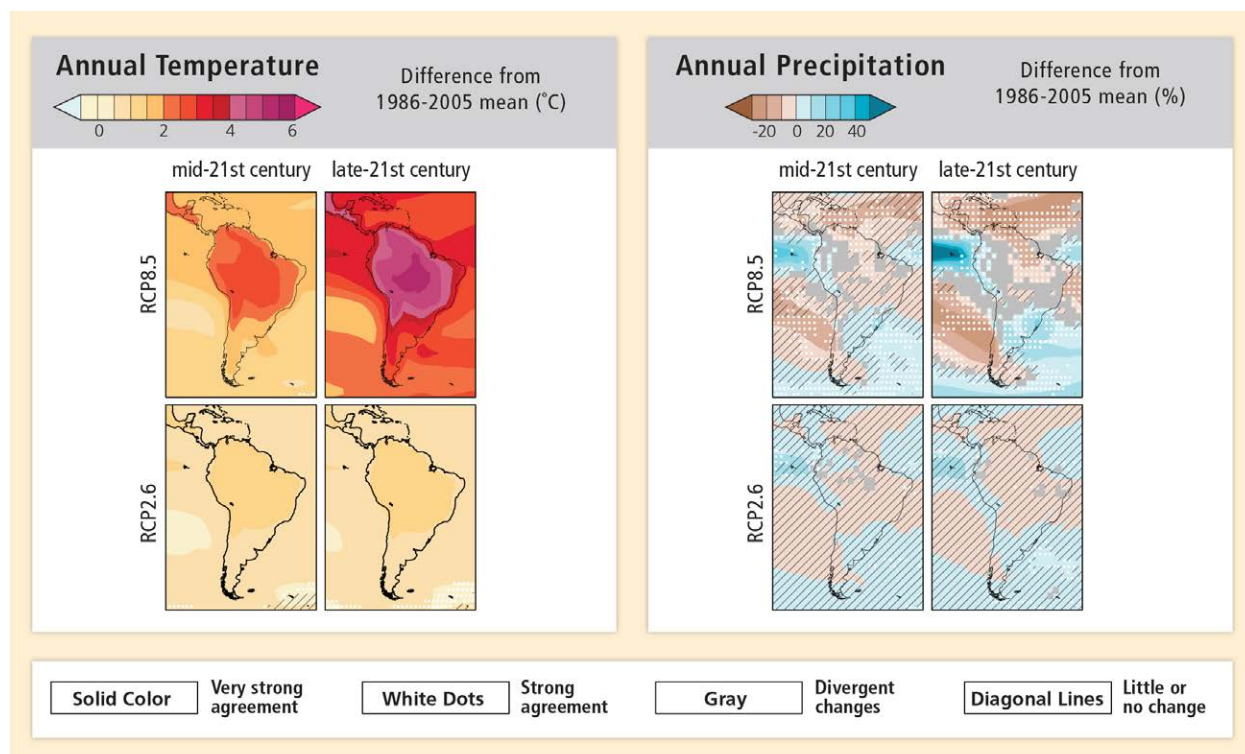 Annual Temperature
Difference from
1986-2005 mean (˚C)
0 2 4 6
mid-21st century late-21st century
RCP8.5
RCP2.6
Annual Precipitation
Difference from
1986-2005 mean (%)
-20 0 20 40
mid-21st century late-21st century
RCP8.5
RCP2.6
Solid Color
Very strong
agreement
White Dots
Strong
agreement
Gray
Divergent
changes
Diagonal Lines
Little or
no change